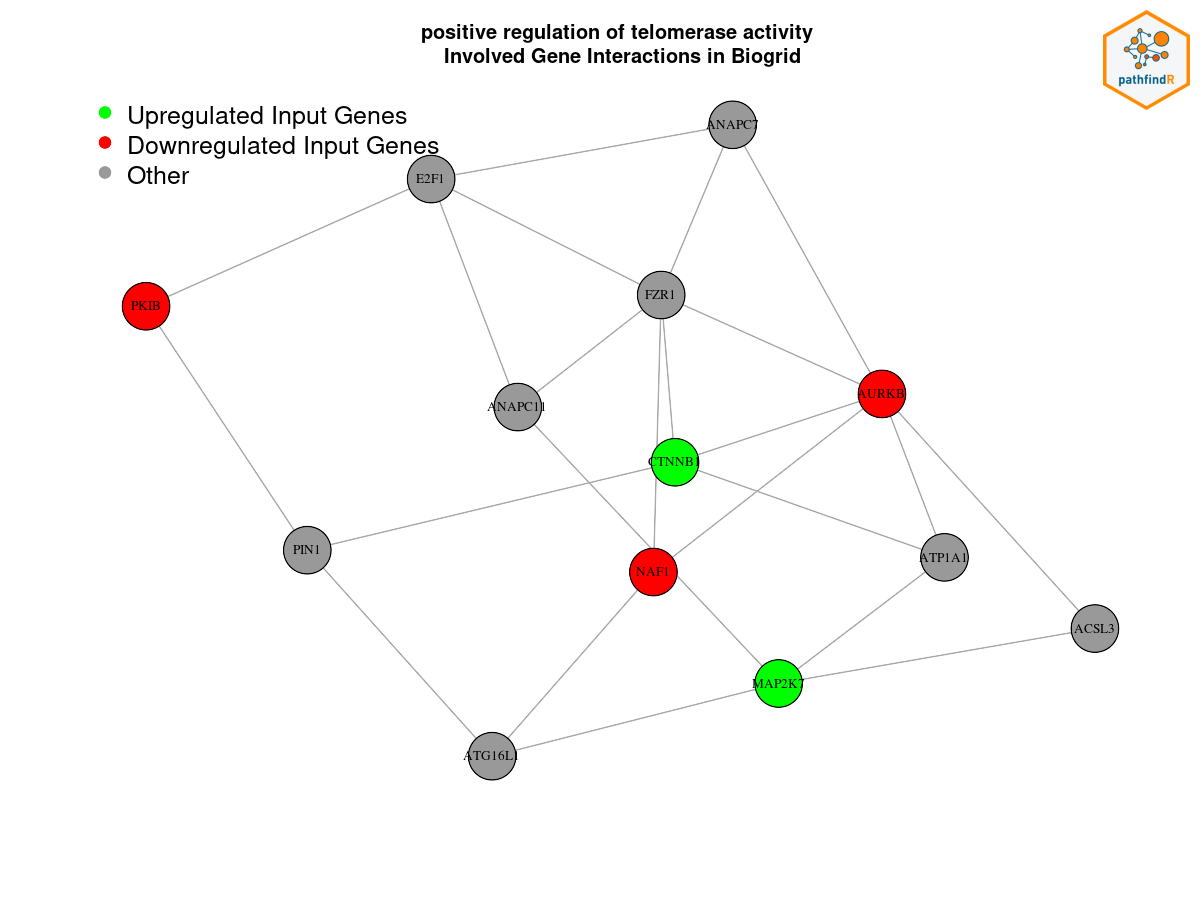 positive regulation of telomerase activity
Involved Gene Interactions in Biogrid
pathfindR
Upregulated Input Genes
Downregulated Input Genes
Other
ANAPC7
E2F1
FZR1
PKIB
AURKB
ANAPC11
CTNNB1
PIN1
ATP1A1
NAF1
ACSL3
MAP2K7
ATG16L1